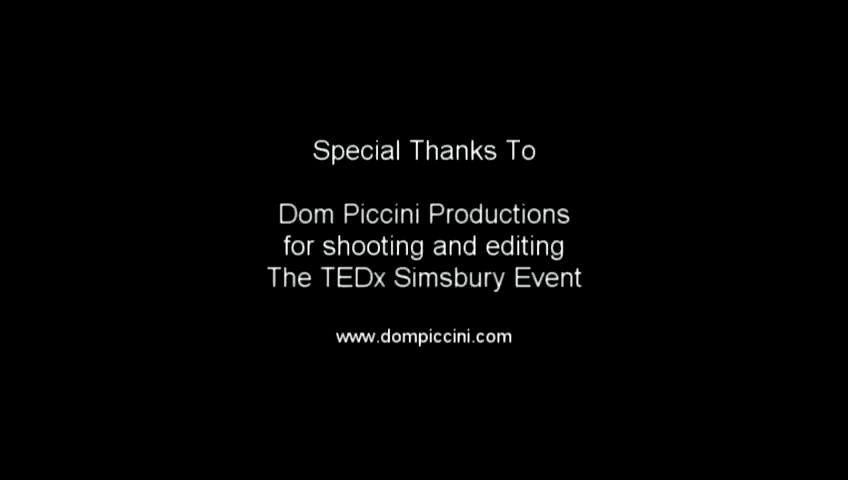 Special Thanks To
Dom Piccini Productions
for shooting and editing
The TEDx Simsbury Event
www.dompiccini.com